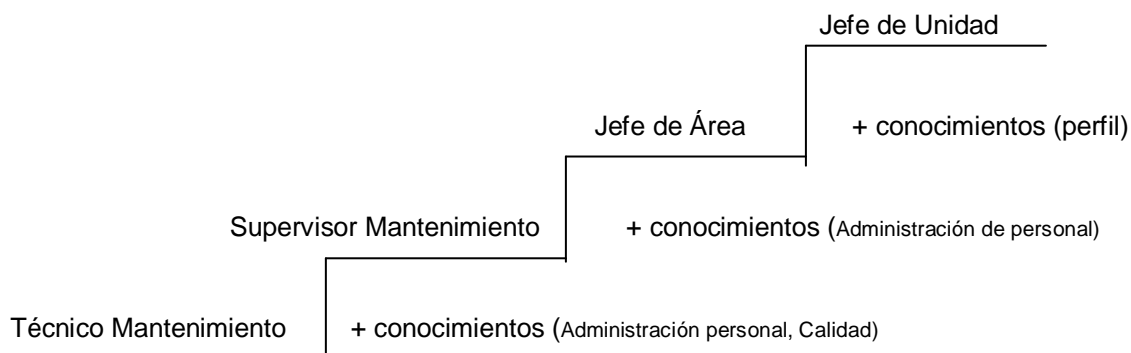 Jefe de Unidad
Jefe de Área + conocimientos (perfil)
Supervisor Mantenimiento + conocimientos (Administración de personal)
Técnico Mantenimiento + conocimientos (Administración personal, Calidad)